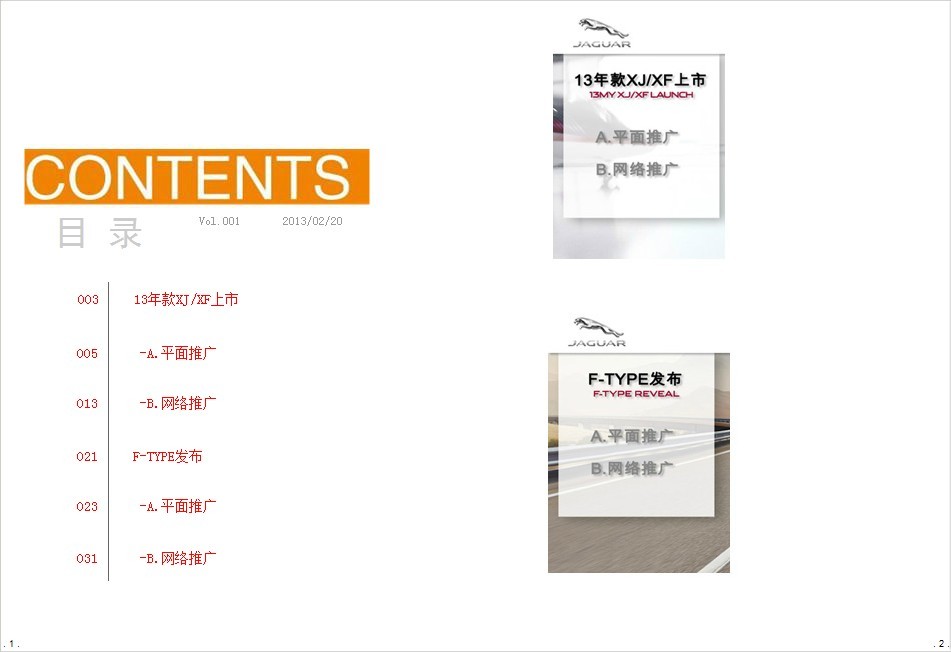 CONTENTS
目 录
Vol.001
2013/02/20
003 13年款XJ/XF上市
005 -A.平面推广
013 -B.网络推广
021 F-TYPE发布
023 -A.平面推广
031 -B.网络推广
.1.
JAGUAR
13年款XJ/XF上市
13MY XJ/XF LAUNCH
A.平面推广
B.网络推广
JAGUAR
F-TYPE发布
F-TYPE REVEAL
A.平面推广
B.网络推广
.2.